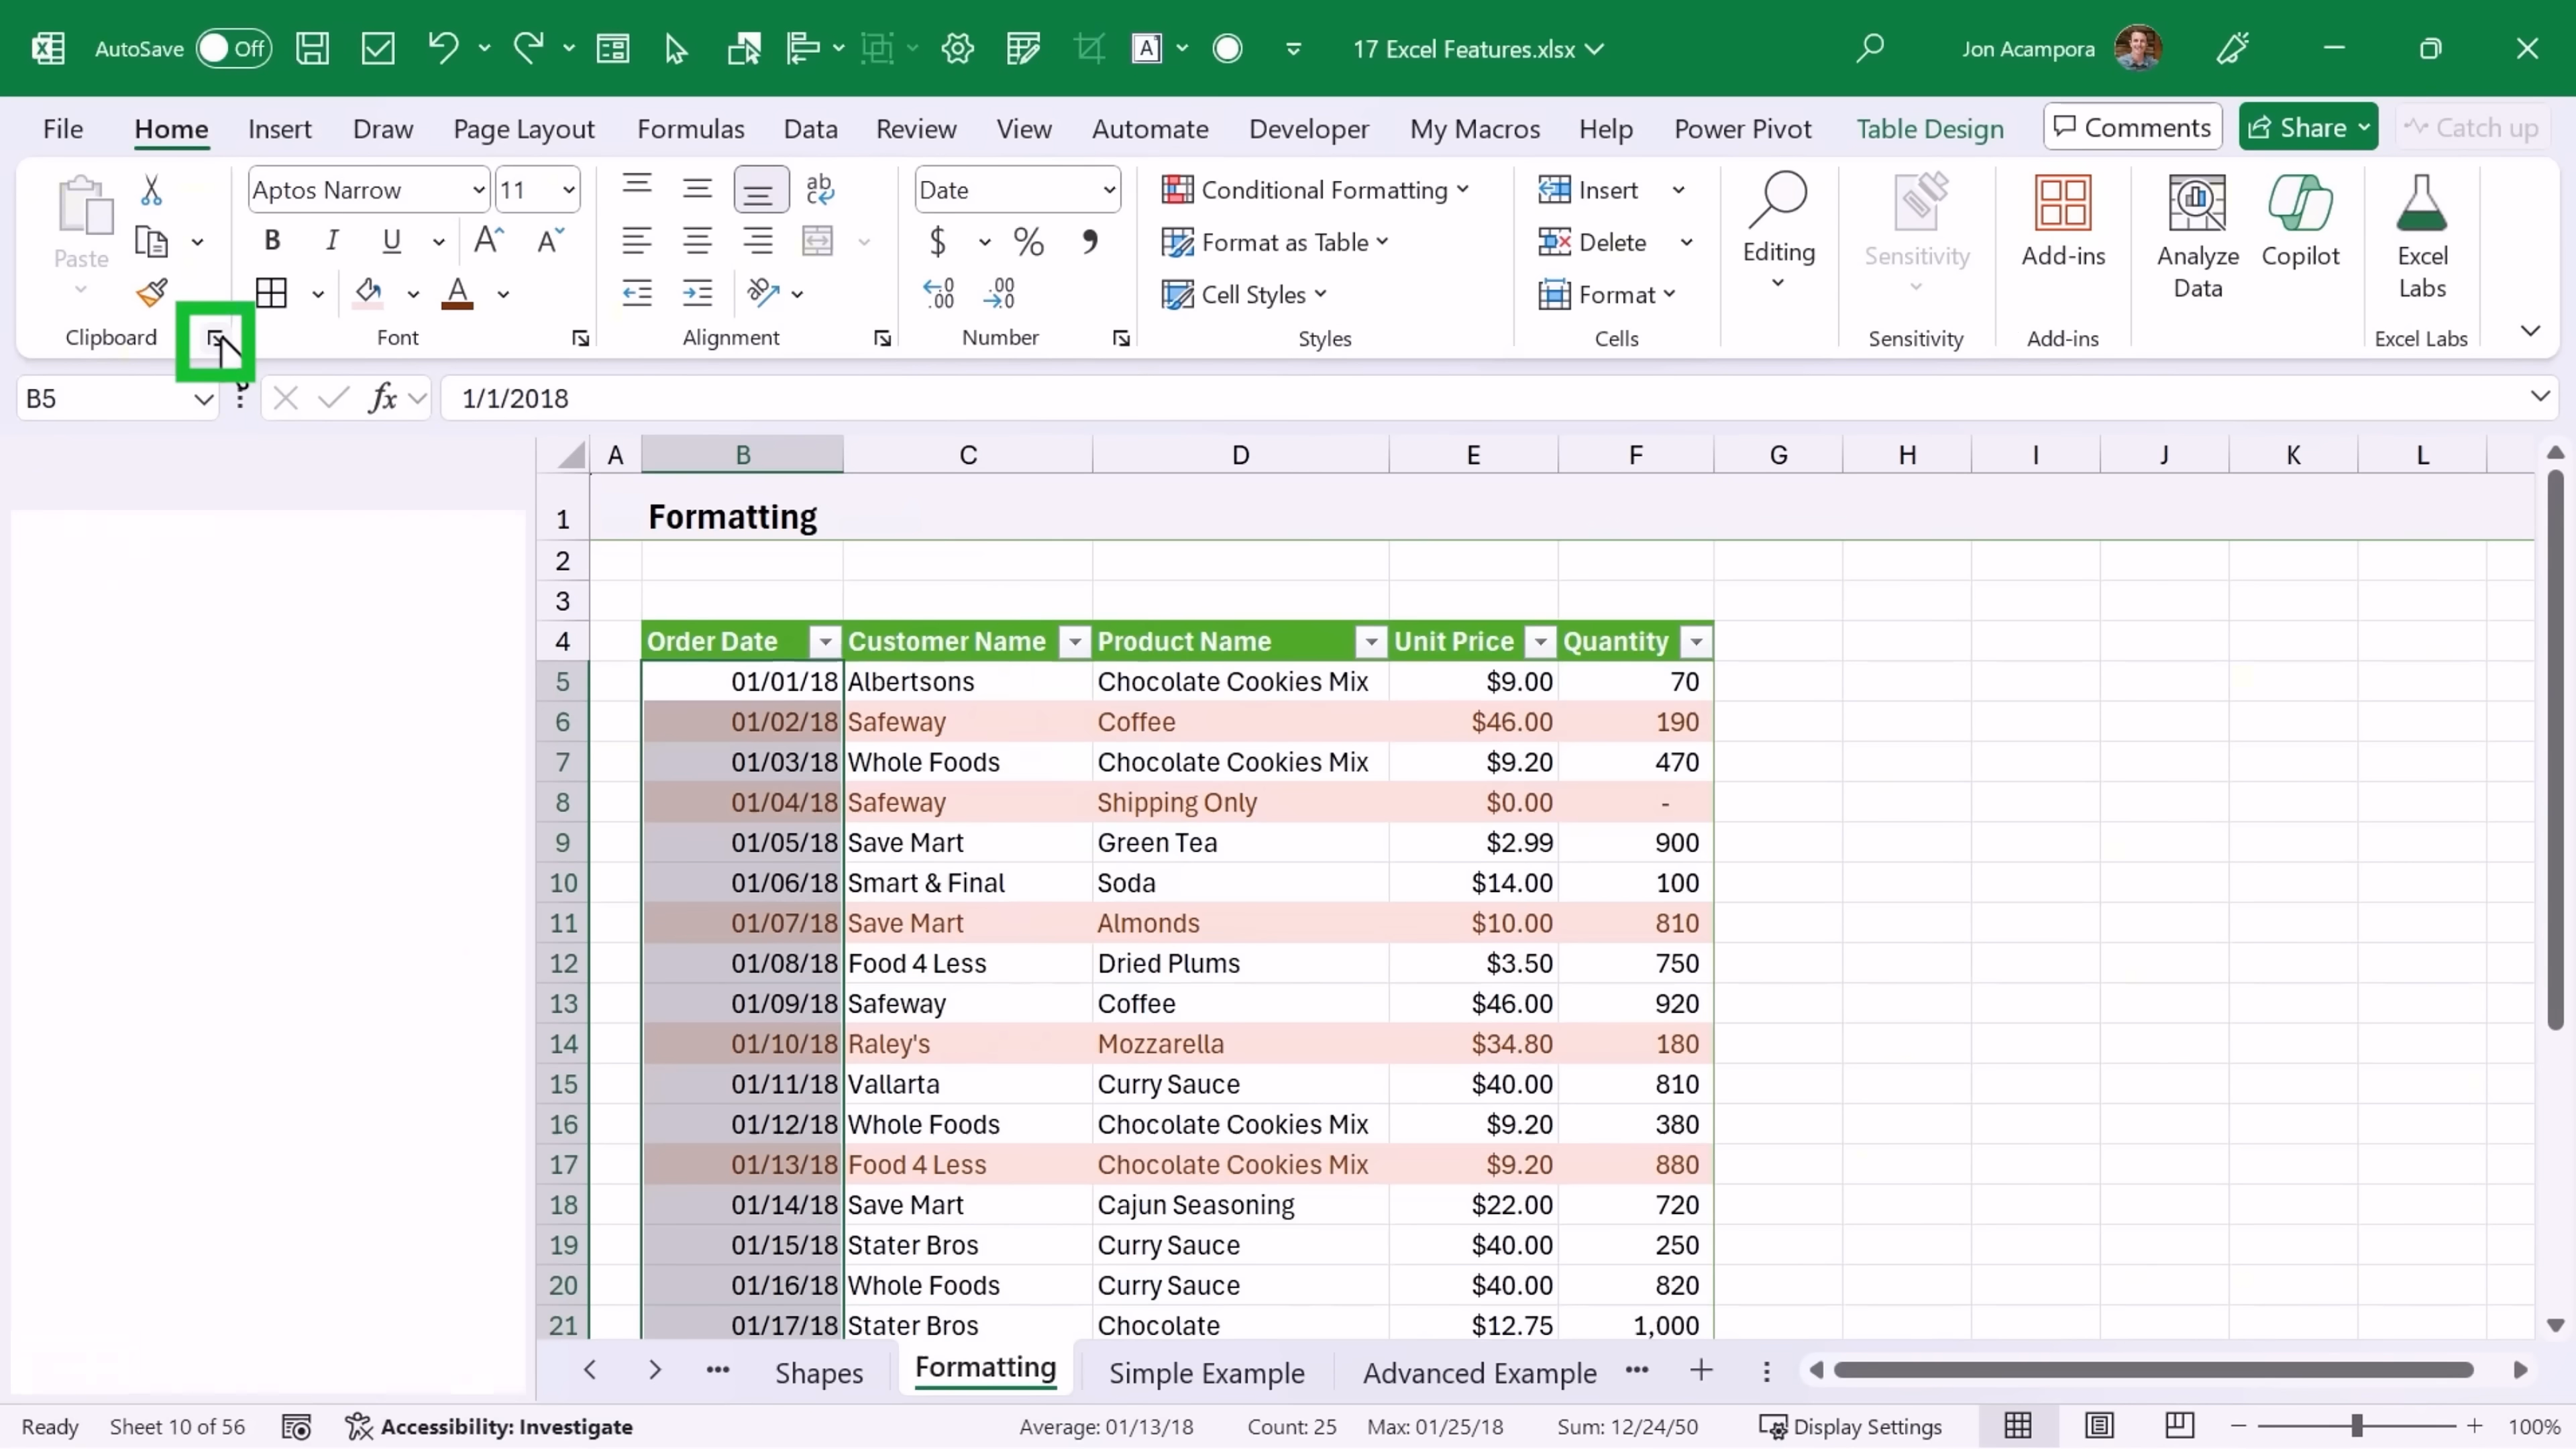 AutoSave Off 17 Excel Features.xlsx Jon Acampora
File Home Insert Draw Page Layout Formulas Data Review View Automate Developer My Macros Help Power Pivot Table Design Comments Share Catch up
Paste Aptos Narrow 11 ab c Date Conditional Formatting Insert Editing Sensitivity Add-ins Analyze Data Copilot Excel Labs
B I U A A $ % , Format as Table Delete
A .00 .00 Cell Styles Format
Clipboard Font Alignment Number Styles Cells Sensitivity Add-ins Excel Labs
B5 fx 1/1/2018
A B C D E F G H I J K L
1 Formatting
2
3
4 Order Date Customer Name Product Name Unit Price Quantity
5 01/01/18 Albertsons Chocolate Cookies Mix $9.00 70
6 01/02/18 Safeway Coffee $46.00 190
7 01/03/18 Whole Foods Chocolate Cookies Mix $9.20 470
8 01/04/18 Safeway Shipping Only $0.00 -
9 01/05/18 Save Mart Green Tea $2.99 900
10 01/06/18 Smart & Final Soda $14.00 100
11 01/07/18 Save Mart Almonds $10.00 810
12 01/08/18 Food 4 Less Dried Plums $3.50 750
13 01/09/18 Safeway Coffee $46.00 920
14 01/10/18 Raley's Mozzarella $34.80 180
15 01/11/18 Vallarta Curry Sauce $40.00 810
16 01/12/18 Whole Foods Chocolate Cookies Mix $9.20 380
17 01/13/18 Food 4 Less Chocolate Cookies Mix $9.20 880
18 01/14/18 Save Mart Cajun Seasoning $22.00 720
19 01/15/18 Stater Bros Curry Sauce $40.00 250
20 01/16/18 Whole Foods Curry Sauce $40.00 820
21 01/17/18 Stater Bros Chocolate $12.75 1,000
Shapes Formatting Simple Example Advanced Example
Ready Sheet 10 of 56 Accessibility: Investigate Average: 01/13/18 Count: 25 Max: 01/25/18 Sum: 12/24/50 Display Settings 100%